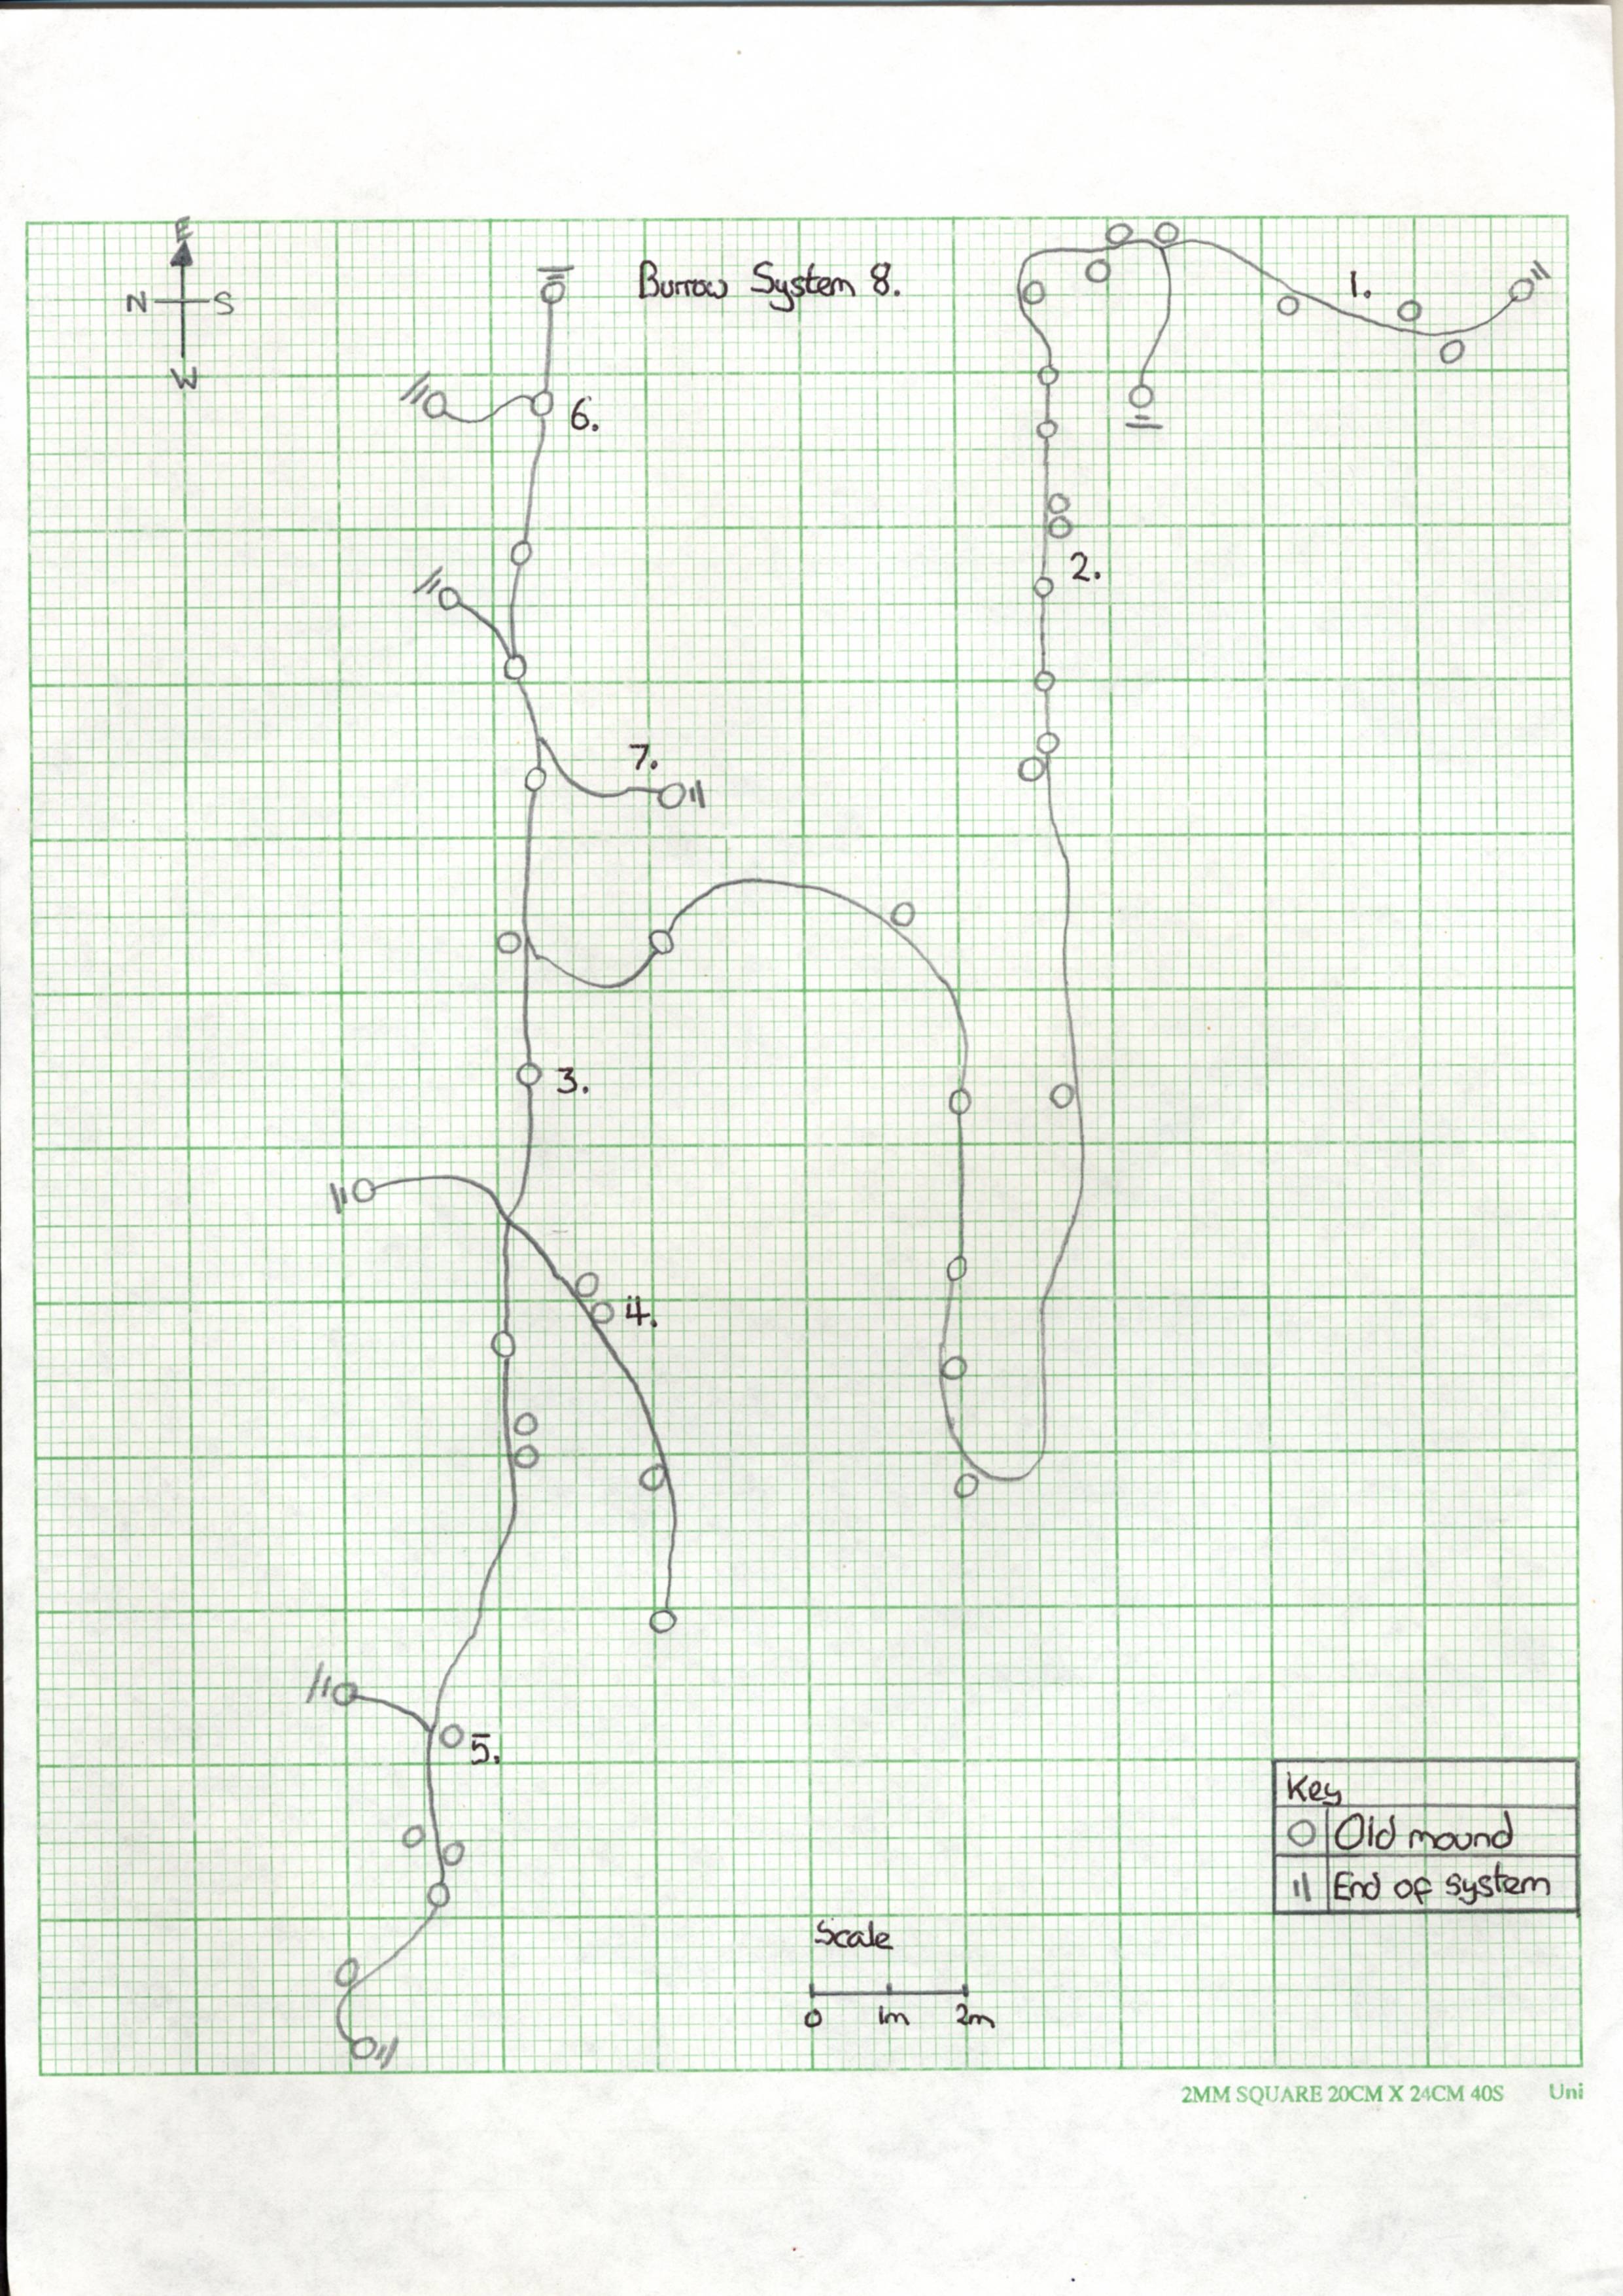 E
N S
W
Burrow System 8.
1.
6.
2.
7.
3.
4.
5.
Key
Old mound
End of system
Scale
0 1m 2m
2MM SQUARE 20CM X 24CM 40S Uni